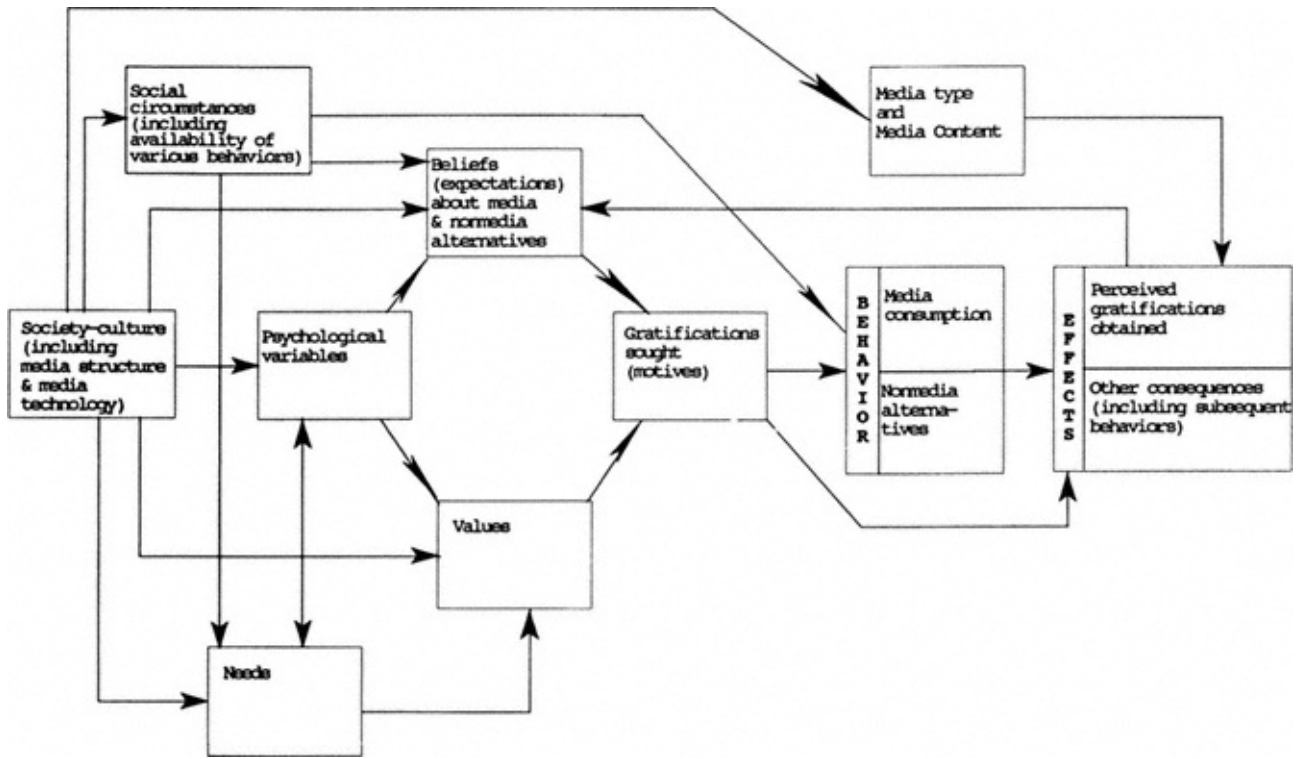 Social
circumstances
(including
availability of
various behaviors)
Media type
and
Media Content
Beliefs
(expectations)
about media
& nonmedia
alternatives
Society-culture
(including
media structure
& media
technology)
Psychological
variables
Gratifications
sought
(motives)
BEHAVIOR
Media
consumption
Nonmedia
alterna-
tives
EFFECTS
Perceived
gratifications
obtained
Other consequences
(including subsequent
behaviors)
Values
Needs